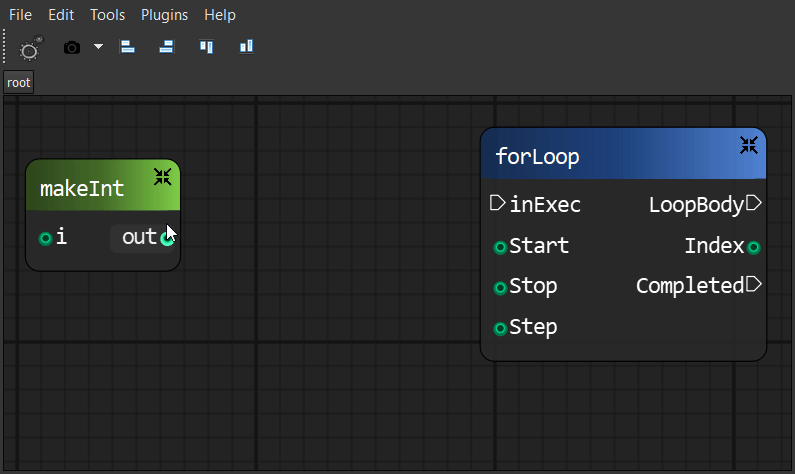 File Edit Tools Plugins Help
root
makeInt
i out
forLoop
inExec LoopBody
Start Index
Stop Completed
Step